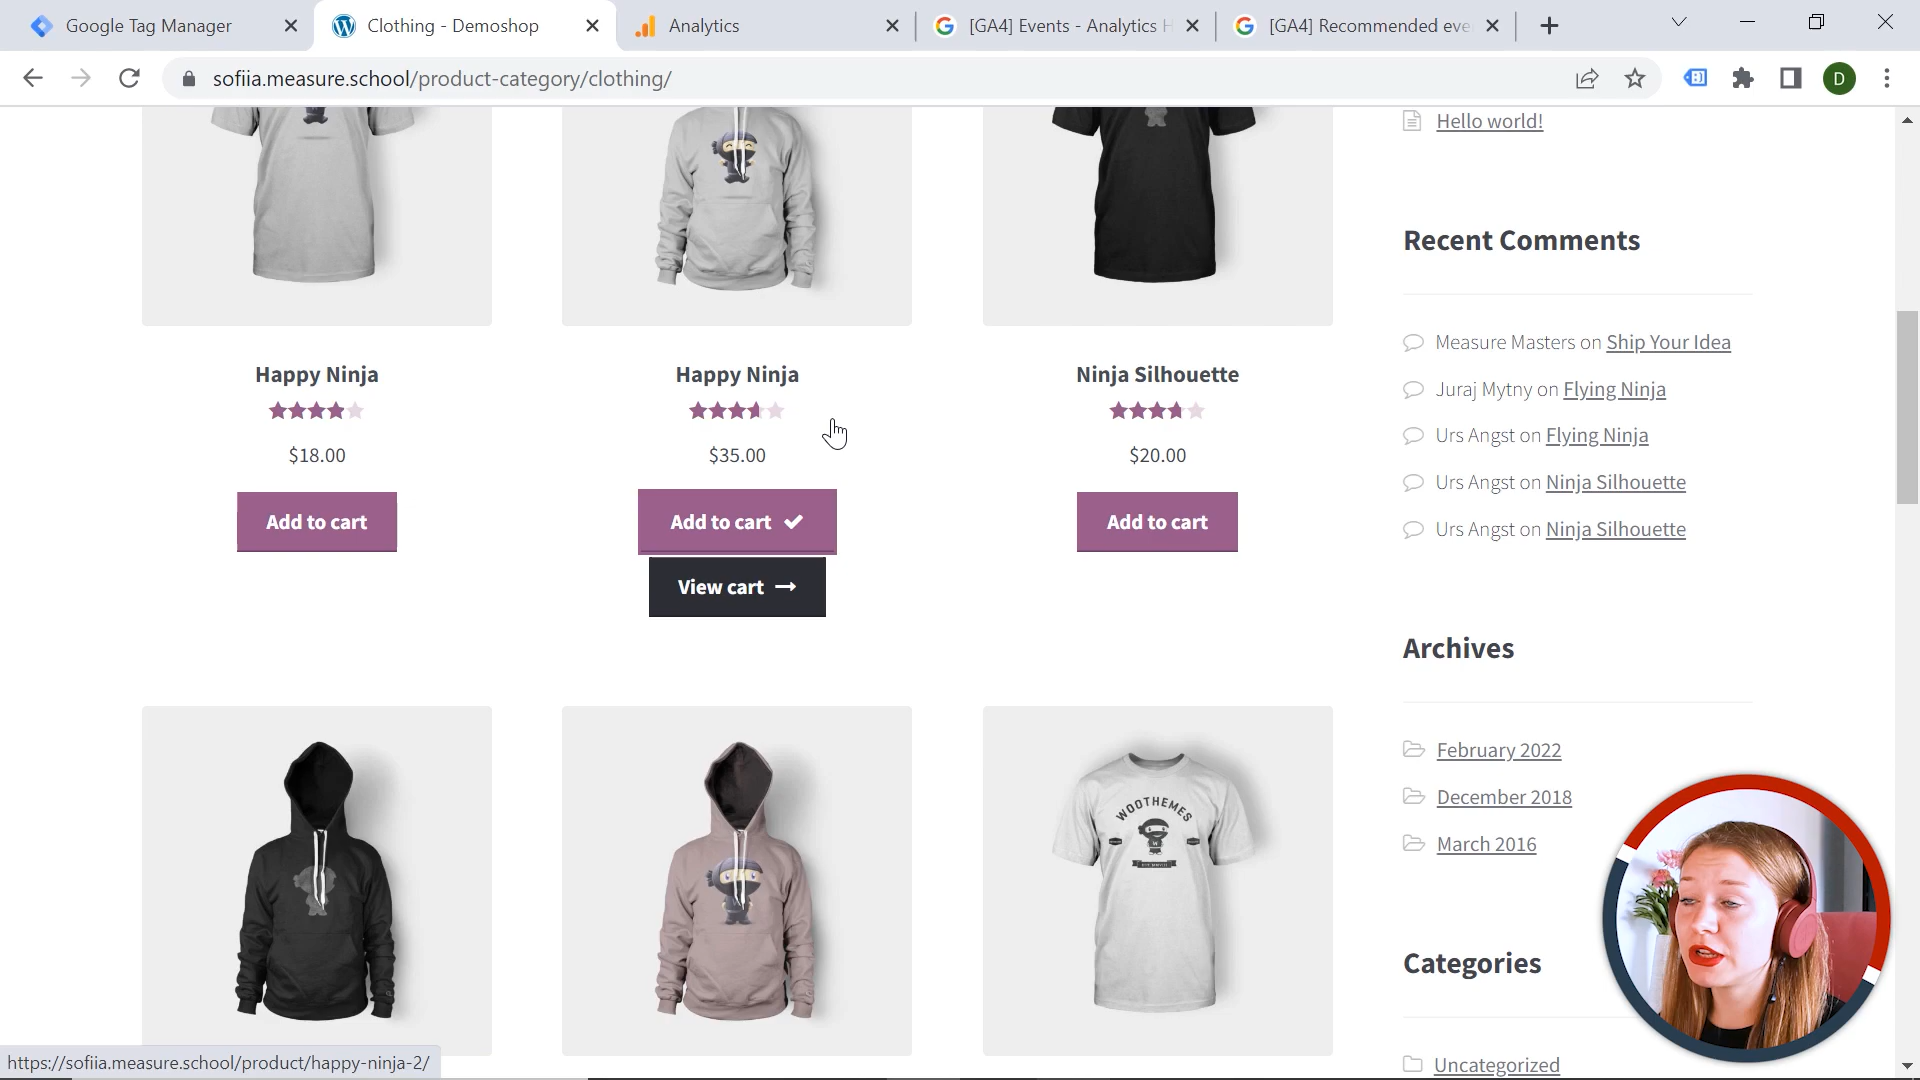 Google Tag Manager
Clothing - Demoshop
Analytics
[GA4] Events - Analytics H
[GA4] Recommended eve
sofiia.measure.school/product-category/clothing/
D
Hello world!
Recent Comments
Measure Masters on Ship Your Idea
Juraj Mytny on Flying Ninja
Urs Angst on Flying Ninja
Urs Angst on Ninja Silhouette
Urs Angst on Ninja Silhouette
Happy Ninja
$18.00
Add to cart
Happy Ninja
$35.00
Add to cart
View cart →
Ninja Silhouette
$20.00
Add to cart
WOOTHEMES
Archives
February 2022
December 2018
March 2016
Categories
Uncategorized
https://sofiia.measure.school/product/happy-ninja-2/